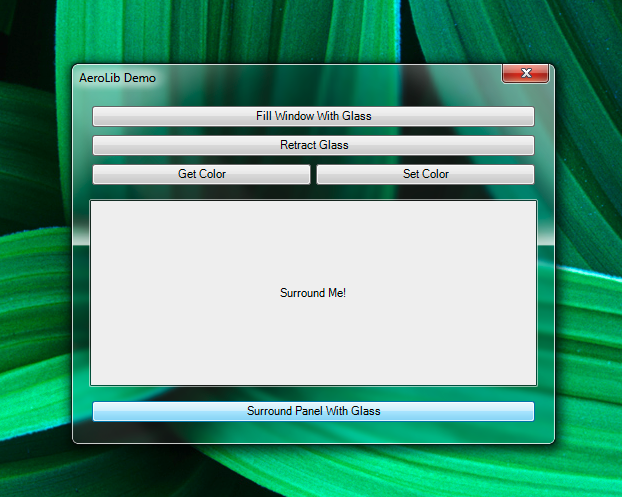 AeroLib Demo
Fill Window With Glass
Retract Glass
Get Color
Set Color
Surround Me!
Surround Panel With Glass